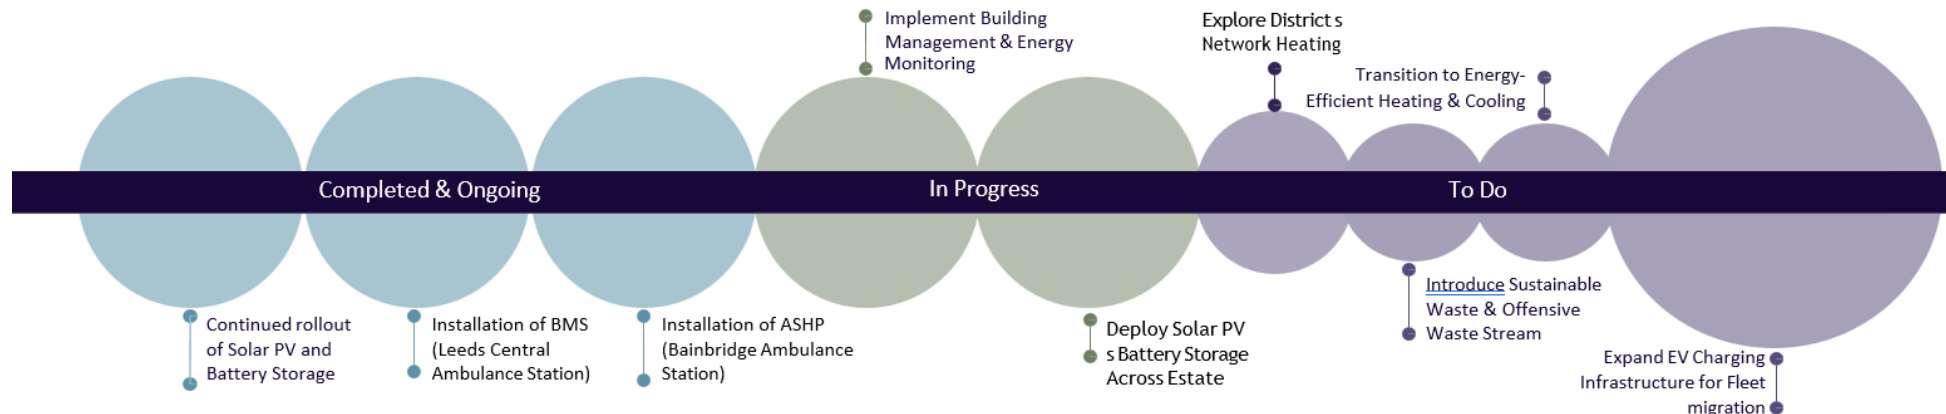 Implement Building
Management & Energy
Monitoring
Explore District s
Network Heating
Transition to Energy-
Efficient Heating & Cooling
Completed & Ongoing
In Progress
To Do
Continued rollout
of Solar PV and
Battery Storage
Installation of BMS
(Leeds Central
Ambulance Station)
Installation of ASHP
(Bainbridge Ambulance
Station)
Deploy Solar PV
s Battery Storage
Across Estate
Introduce Sustainable
Waste & Offensive
Waste Stream
Expand EV Charging
Infrastructure for Fleet
migration